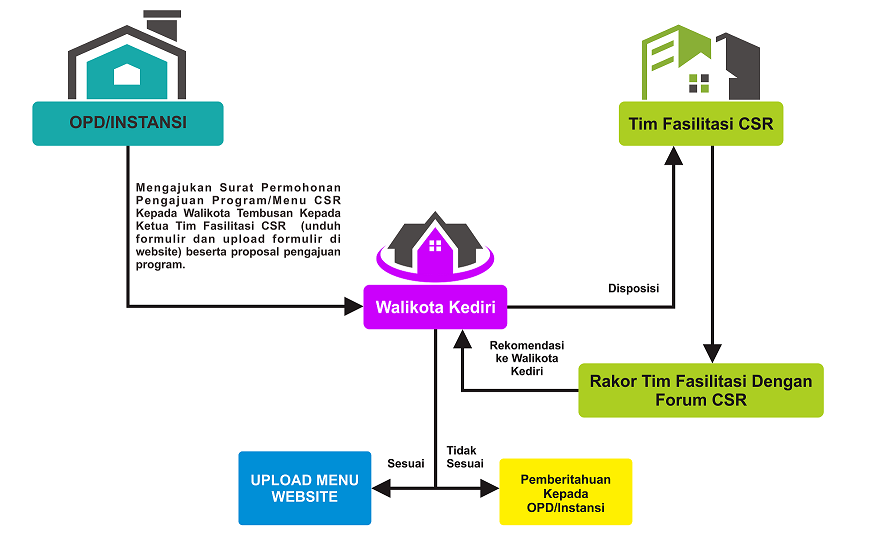 OPD/INSTANSI
Tim Fasilitasi CSR
Mengajukan Surat Permohonan
Pengajuan Program/Menu CSR
Kepada Walikota Tembusan Kepada
Ketua Tim Fasilitasi CSR (unduh
formulir dan upload formulir di
website) beserta proposal pengajuan
program.
Walikota Kediri
Disposisi
Rekomendasi
ke Walikota
Kediri
Rakor Tim Fasilitasi Dengan
Forum CSR
Sesuai
Tidak
Sesuai
UPLOAD MENU
WEBSITE
Pemberitahuan
Kepada
OPD/Instansi